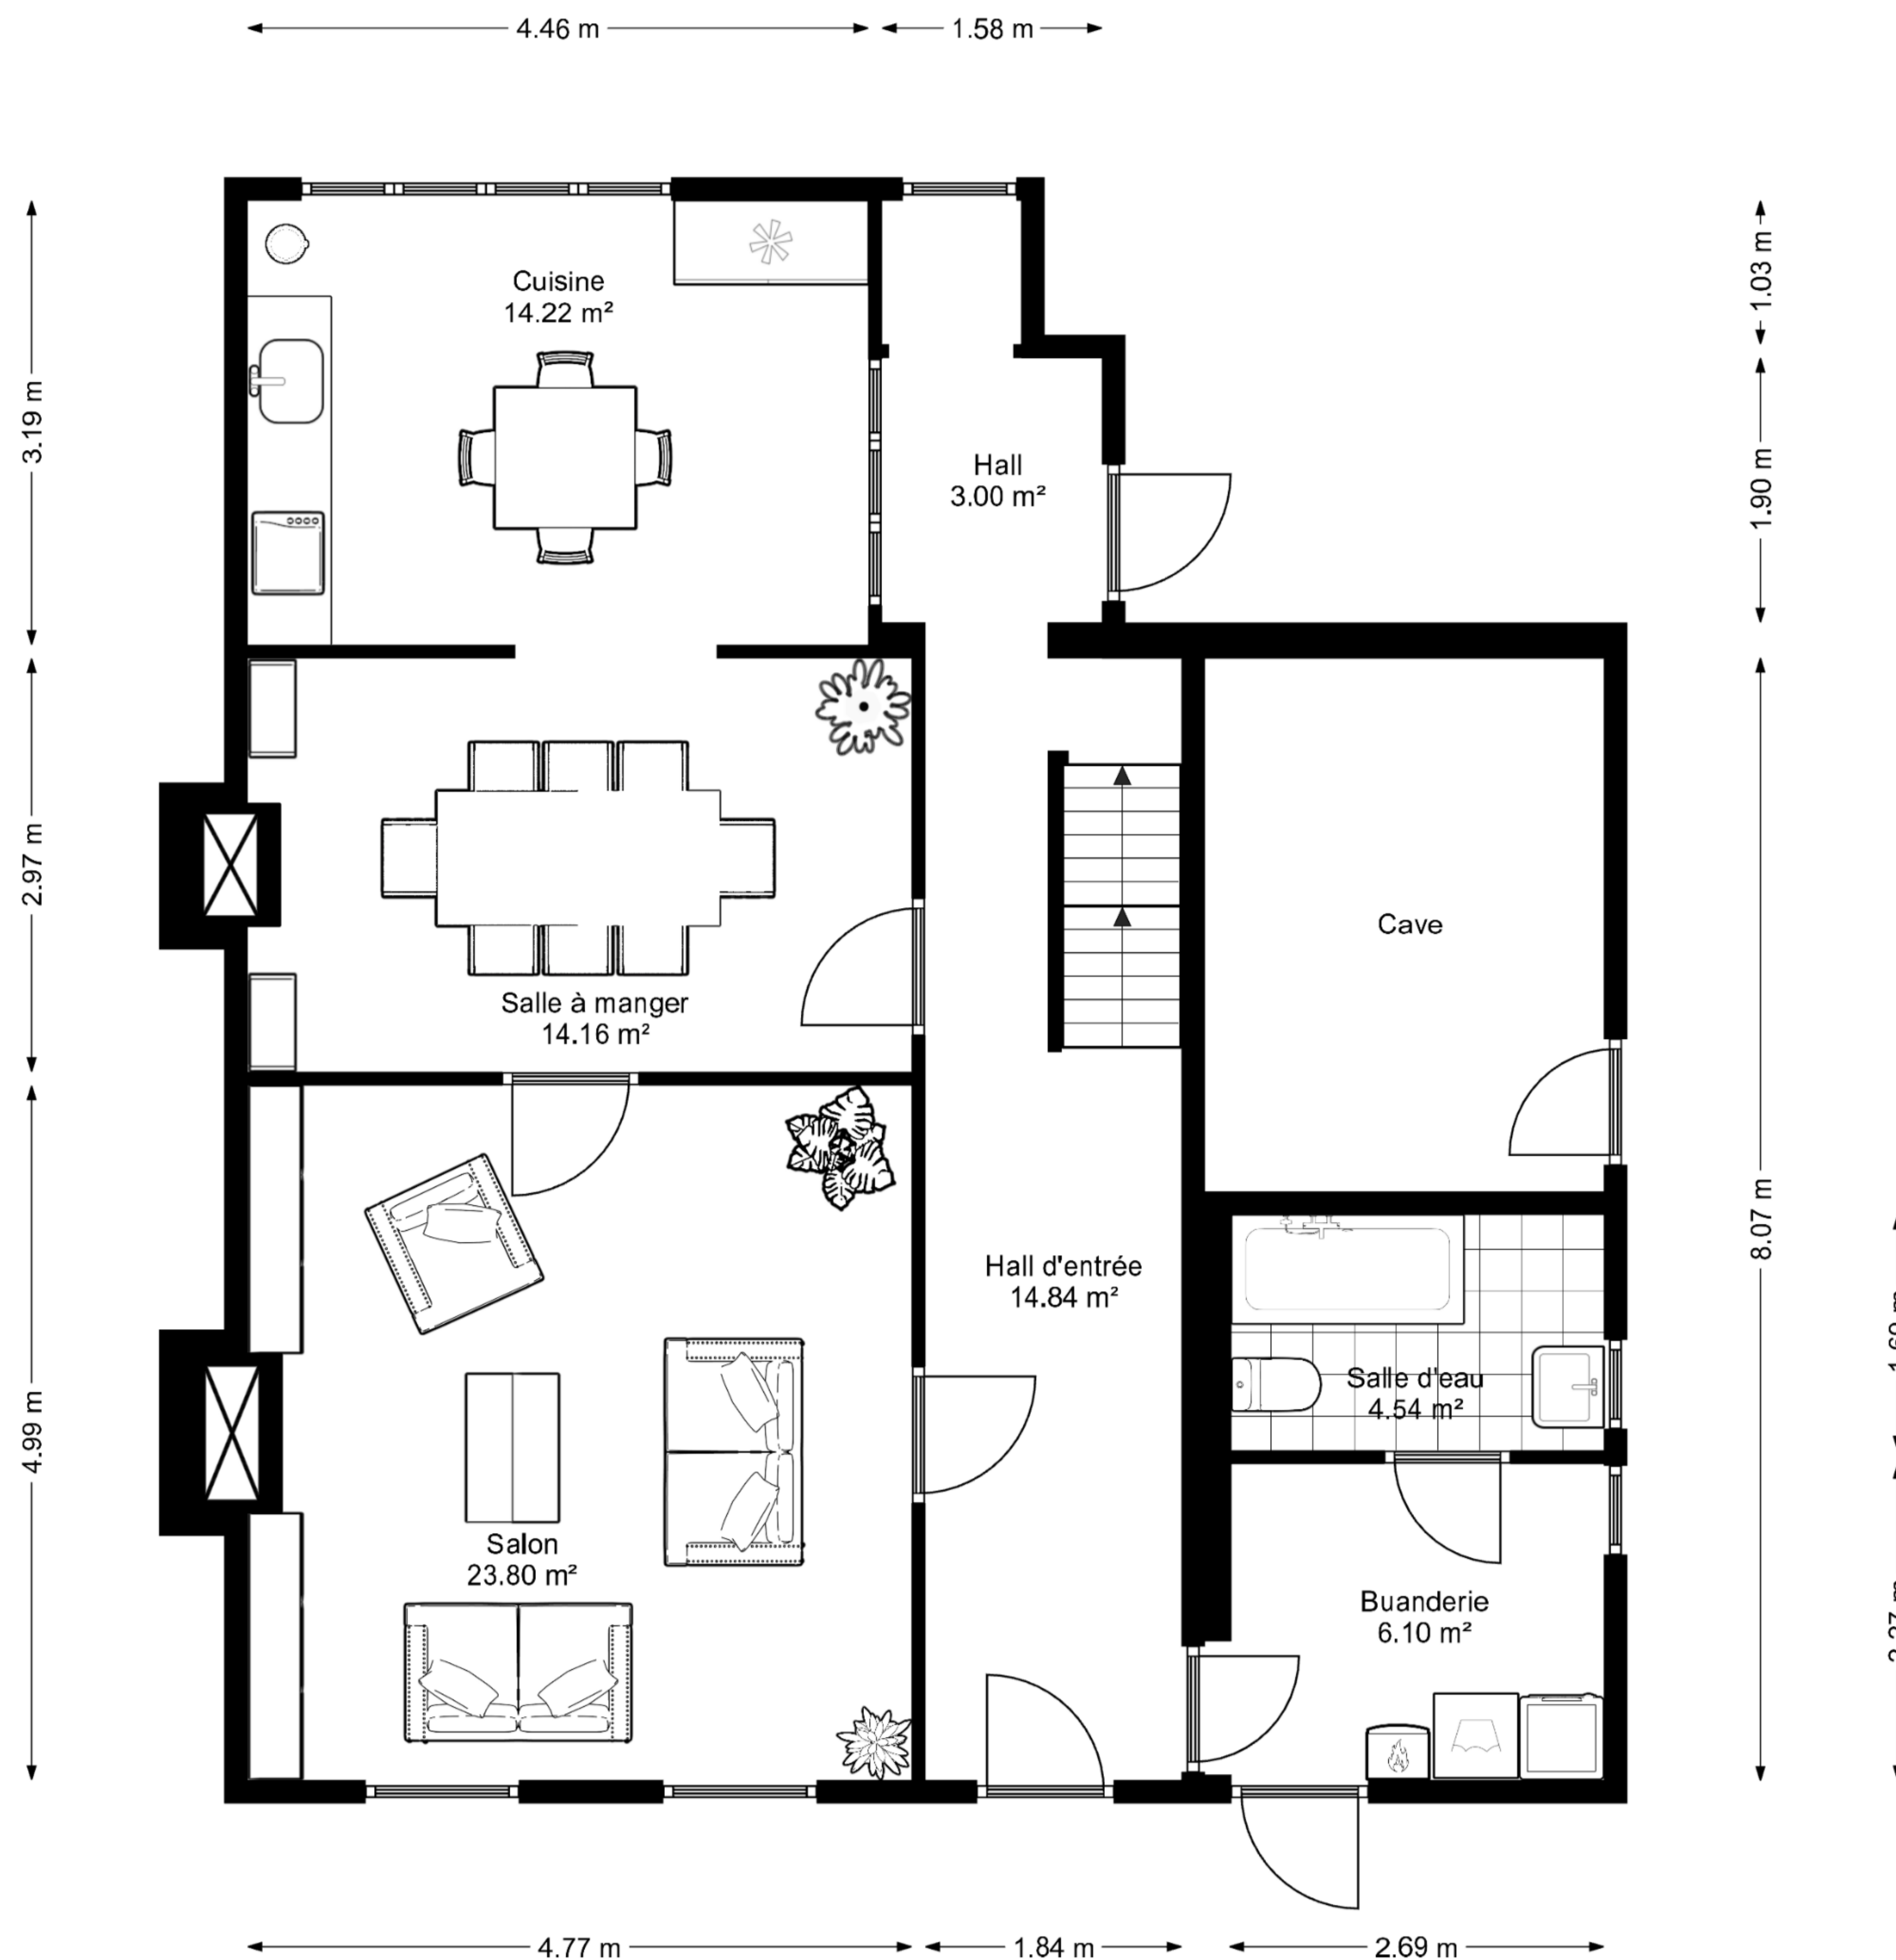 4.46 m
1.58 m
1.03 m
Cuisine
14.22 m²
3.19 m
Hall
3.00 m²
1.90 m
2.97 m
Cave
Salle à manger
14.16 m²
8.07 m
Hall d'entrée
14.84 m²
Salle d'eau
4.54 m²
4.99 m
Salon
23.80 m²
Buanderie
6.10 m²
4.77 m
1.84 m
2.69 m